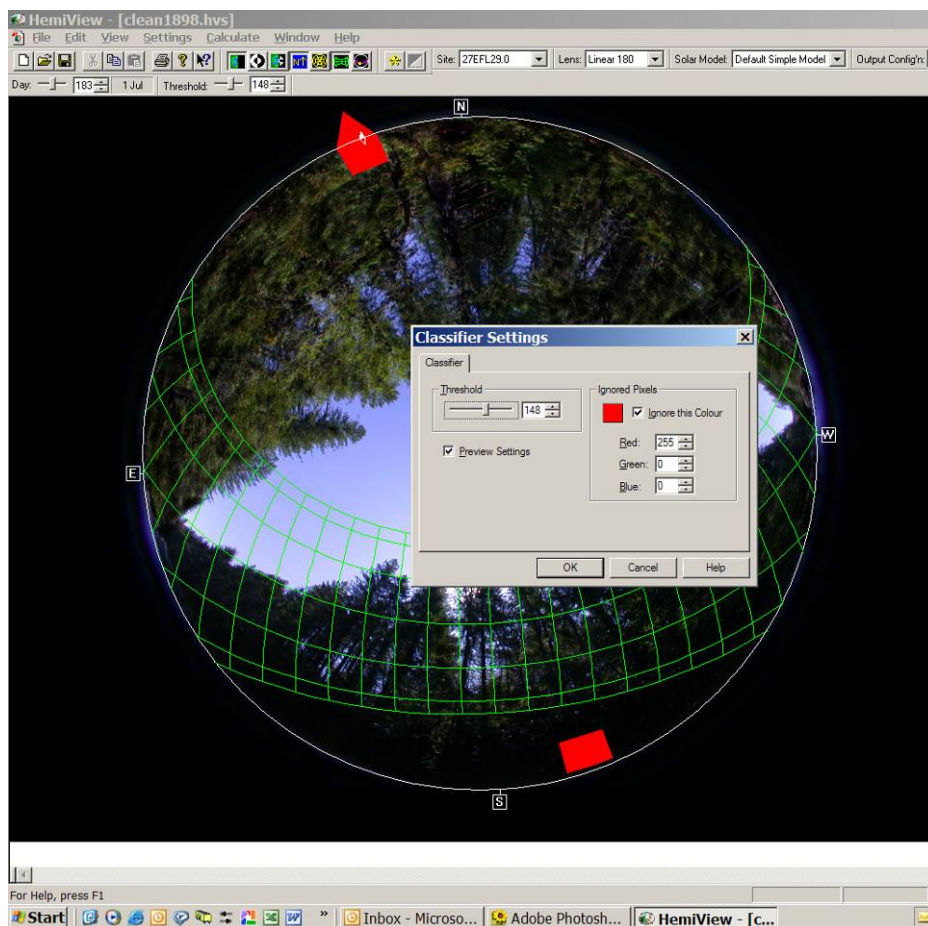 HemiView - [clean1898.hvs]
File Edit View Settings Calculate Window Help
Site: 27EFL29.0 Lens: Linear 180 Solar Model: Default Simple Model Output Config'n:
Day: 183 1 Jul Threshold: 148
N
Classifier Settings
Classifier
Threshold
148
Preview Settings
Ignored Pixels
Ignore this Colour
Red: 255
Green: 0
Blue: 0
OK Cancel Help
W
E
S
For Help, press F1
Start » Inbox - Microso... Adobe Photosh... HemiView - [c...